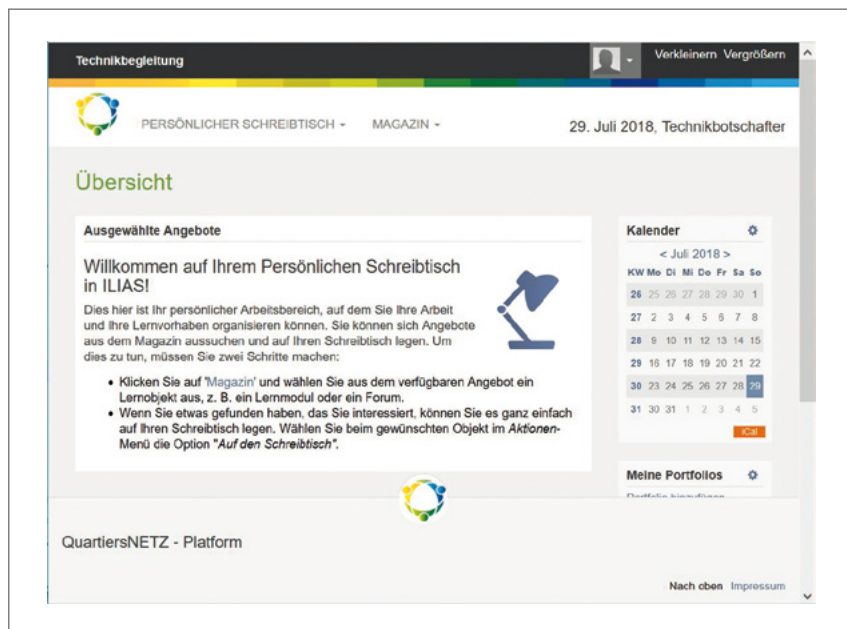 Technikbegleitung
Verkleinern Vergrößern
PERSÖNLICHER SCHREIBTISCH
MAGAZIN
29. Juli 2018, Technikbotschafter
Übersicht
Ausgewählte Angebote
Willkommen auf Ihrem Persönlichen Schreibtisch
in ILIAS!
Dies hier ist Ihr persönlicher Arbeitsbereich, auf dem Sie Ihre Arbeit
und Ihre Lernvorhaben organisieren können. Sie können sich Angebote
aus dem Magazin aussuchen und auf Ihren Schreibtisch legen. Um
dies zu tun, müssen Sie zwei Schritte machen:
• Klicken Sie auf 'Magazin' und wählen Sie aus dem verfügbaren Angebot ein
Lernobjekt aus, z. B. ein Lernmodul oder ein Forum.
• Wenn Sie etwas gefunden haben, das Sie interessiert, können Sie es ganz einfach
auf Ihren Schreibtisch legen. Wählen Sie beim gewünschten Objekt im Aktionen-
Menü die Option "Auf den Schreibtisch".
Kalender
< Juli 2018 >
KW Mo Di Mi Do Fr Sa So
26 25 26 27 28 29 30 1
27 2 3 4 5 6 7 8
28 9 10 11 12 13 14 15
29 16 17 18 19 20 21 22
30 23 24 25 26 27 28 29
31 30 31 1 2 3 4 5
iCal
Meine Portfolios
Portfolio hinzufügen
QuartiersNETZ - Platform
Nach oben Impressum